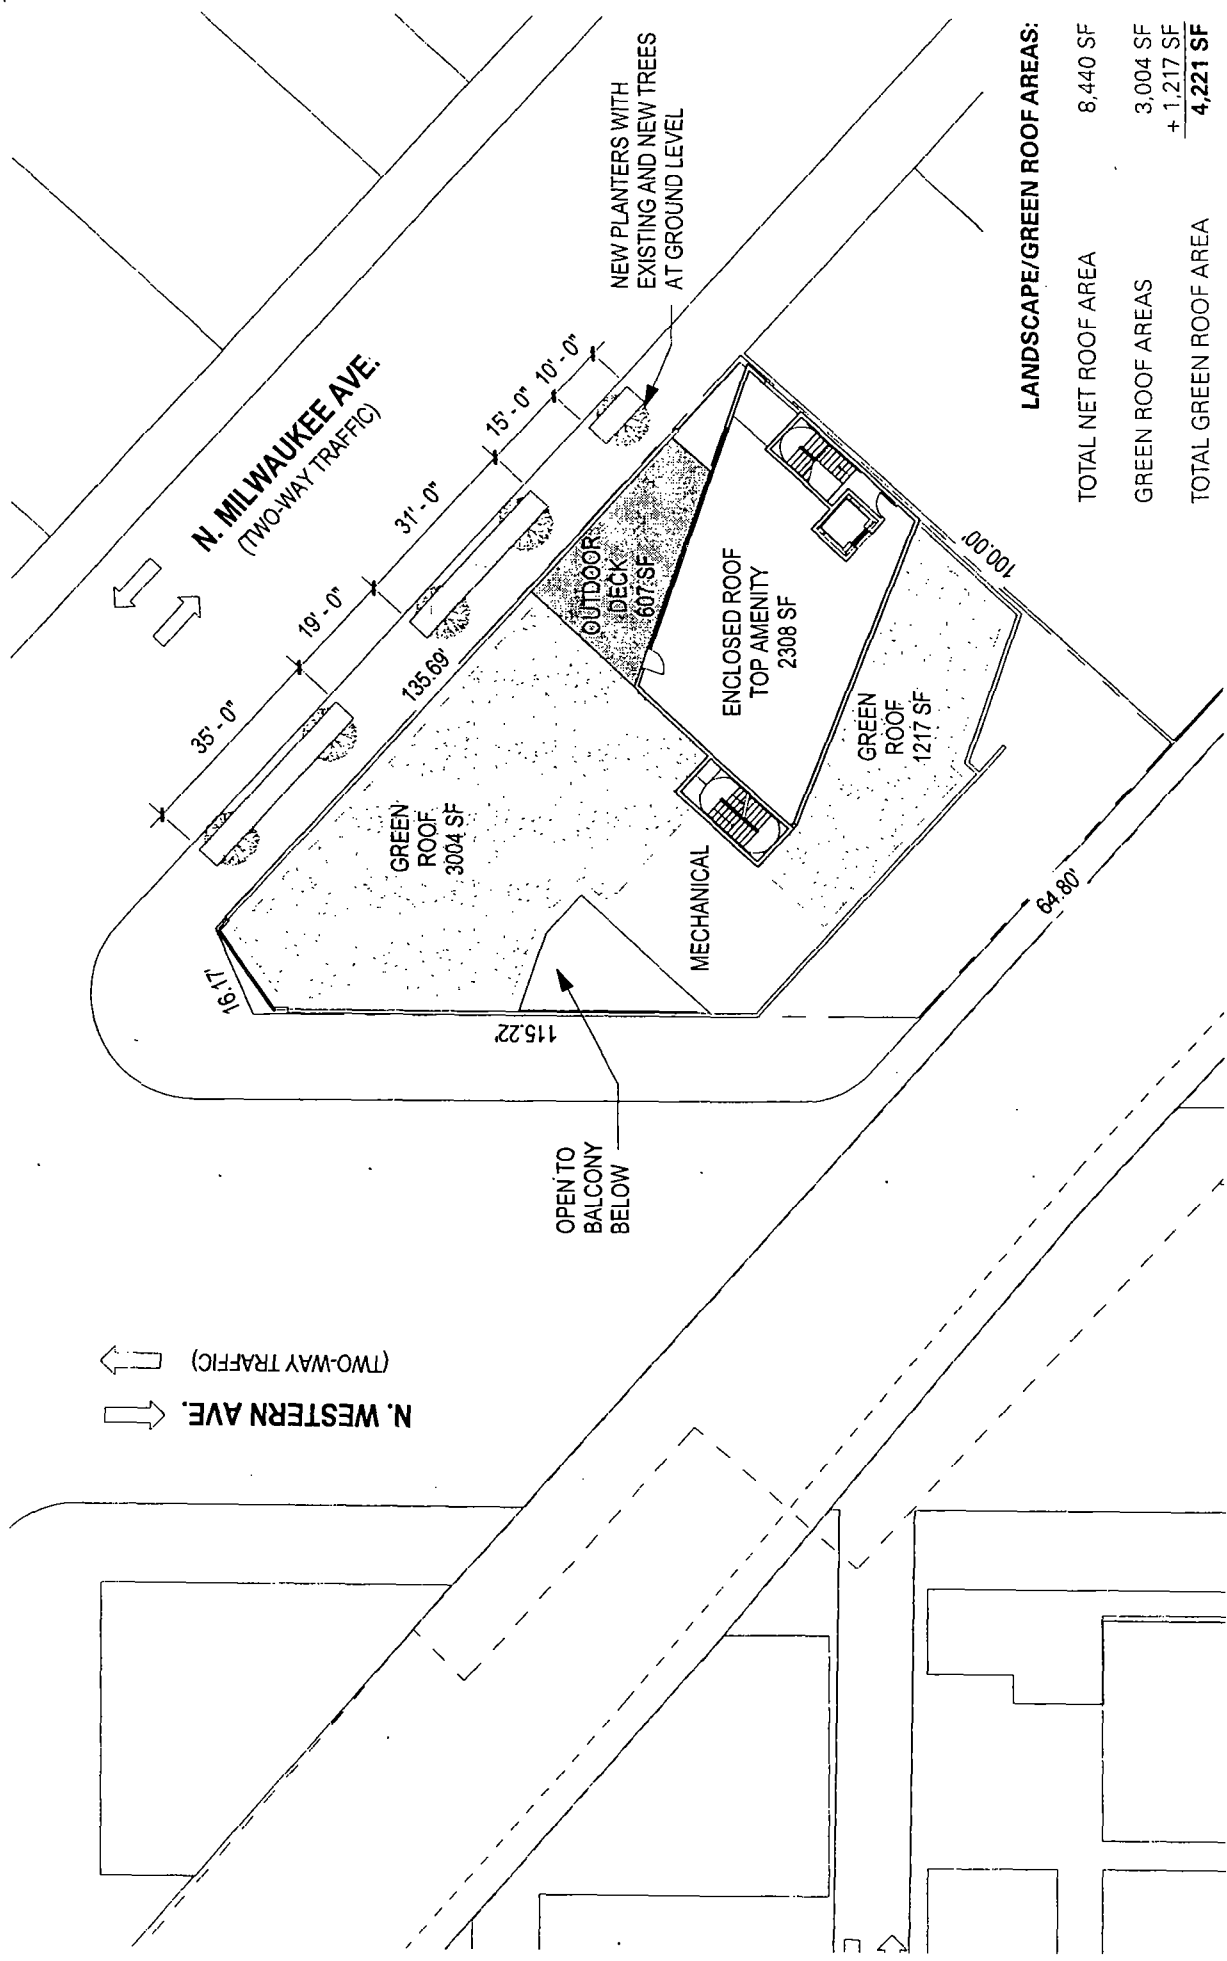 N. MILWAUKEE AVE.
(TWO-WAY TRAFFIC)
NEW PLANTERS WITH
EXISTING AND NEW TREES
AT GROUND LEVEL
35' - 0"
19' - 0"
31' - 0"
15' - 0"
10' - 0"
135.69'
16.17'
115.22'
100.00'
64.80'
GREEN
ROOF
3004 SF
OUTDOOR
DECK
607 SF
ENCLOSED ROOF
TOP AMENITY
2308 SF
GREEN
ROOF
1217 SF
MECHANICAL
OPEN TO
BALCONY
BELOW
N. WESTERN AVE.
(TWO-WAY TRAFFIC)
LANDSCAPE/GREEN ROOF AREAS:
TOTAL NET ROOF AREA 8,440 SF
GREEN ROOF AREAS 3,004 SF
+ 1,217 SF
TOTAL GREEN ROOF AREA 4,221 SF